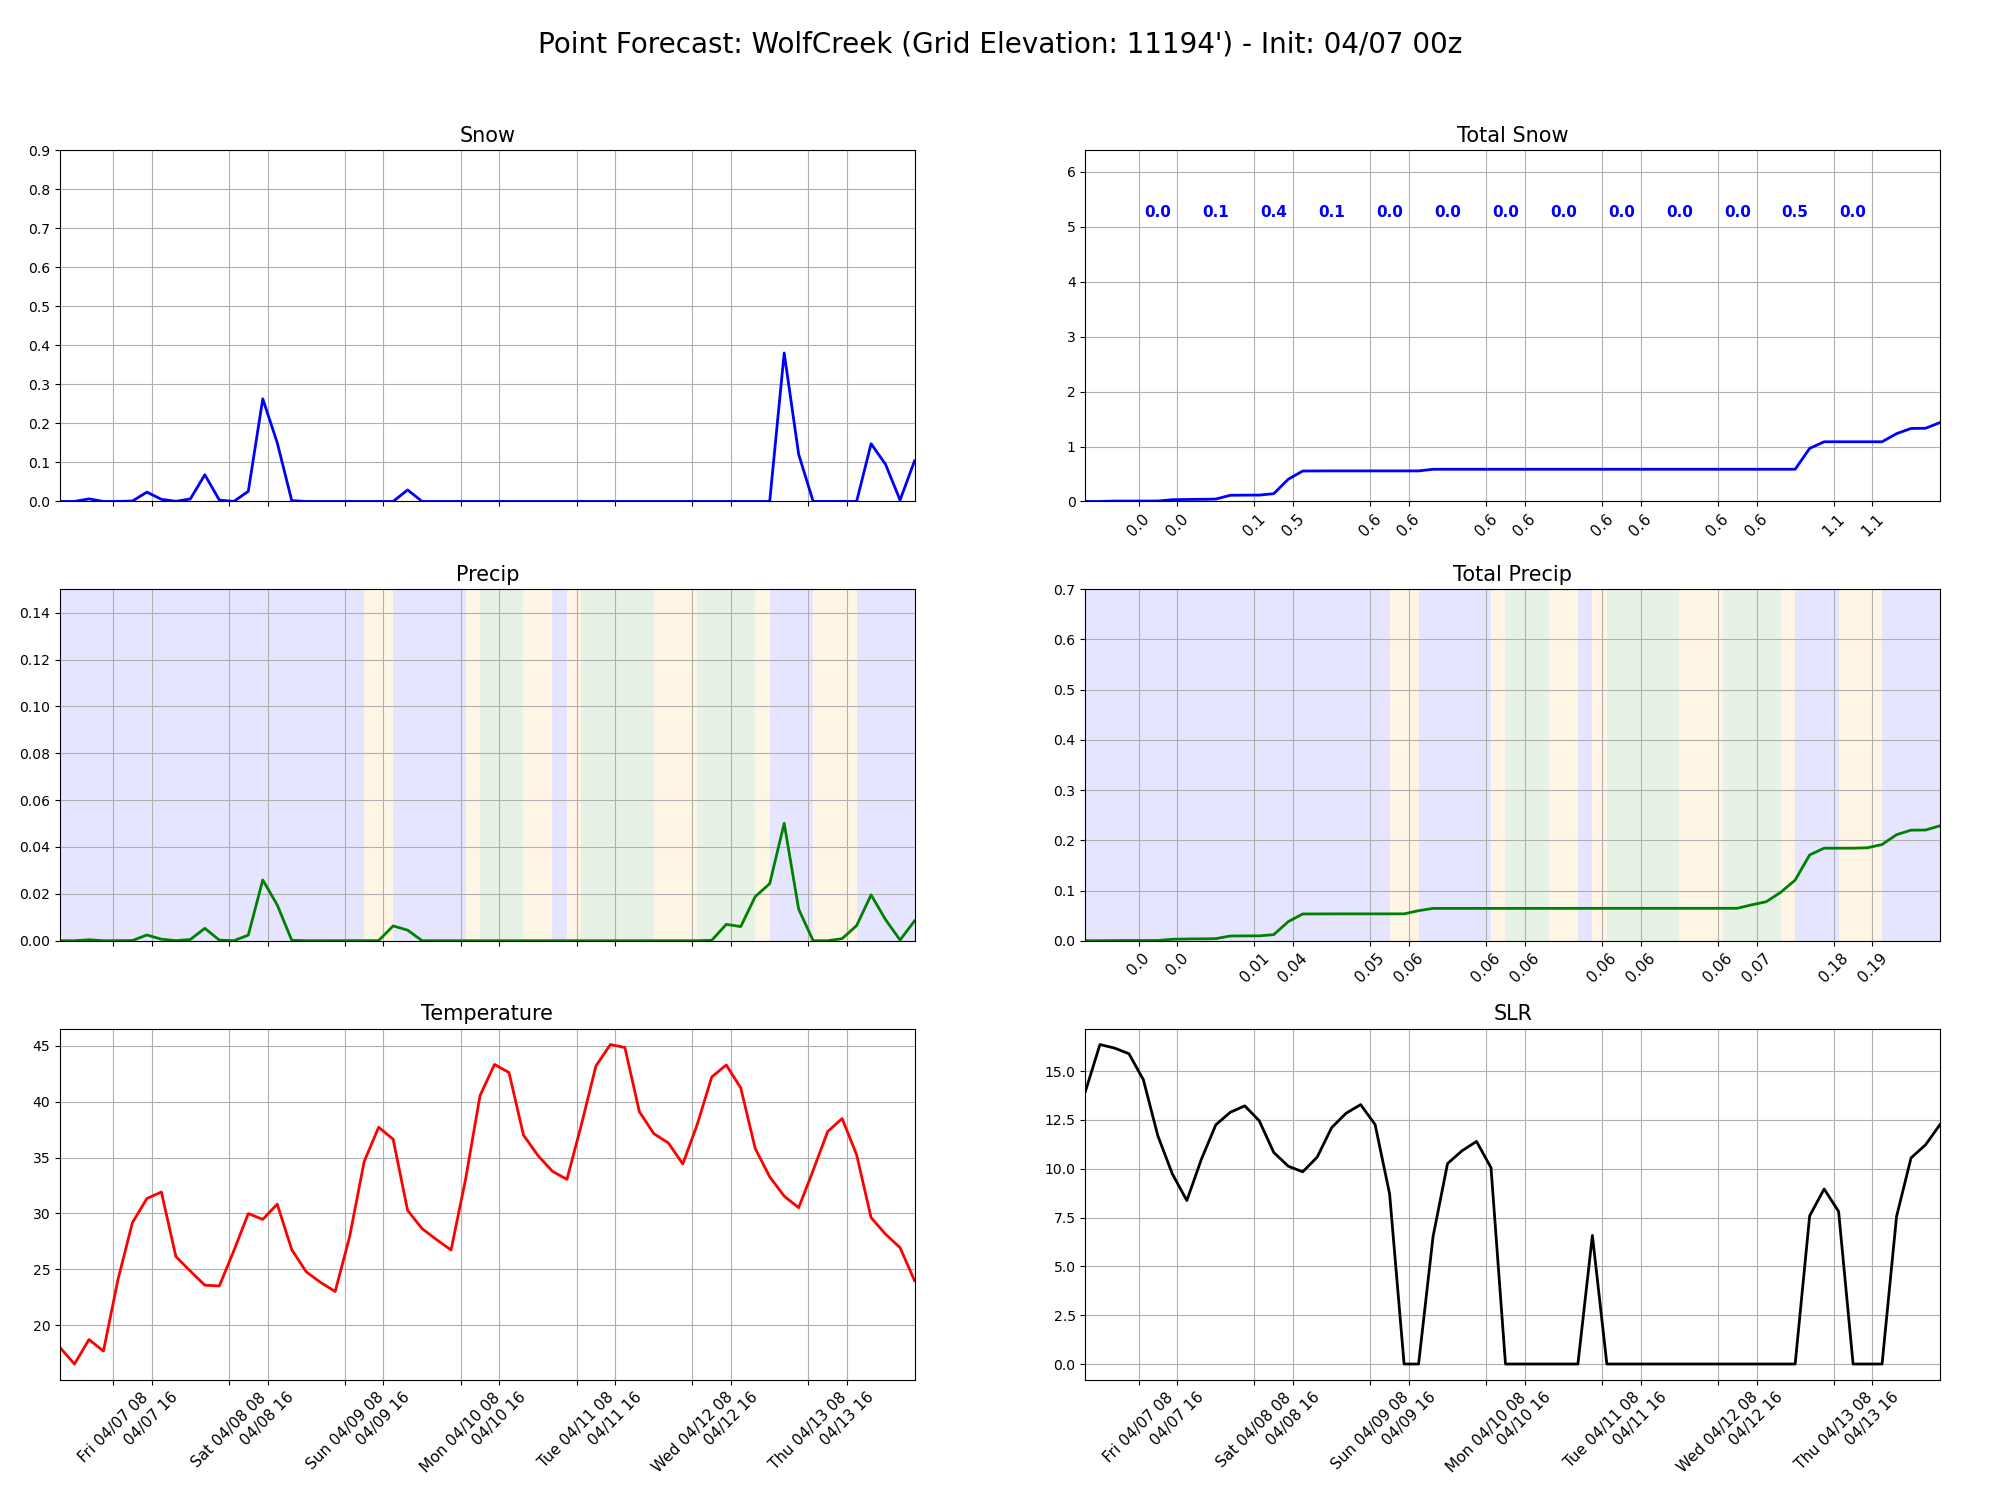 Point Forecast: WolfCreek (Grid Elevation: 11194') - Init: 04/07 00z
Snow
0.9
0.8
0.7
0.6
0.5
0.4
0.3
0.2
0.1
0.0
Total Snow
6
5
4
3
2
1
0
0.0 0.1 0.4 0.1 0.0 0.0 0.0 0.0 0.0 0.0 0.0 0.5 0.0
0.0 0.0 0.1 0.5 0.6 0.6 0.6 0.6 0.6 0.6 0.6 0.6 1.1 1.1
Precip
0.14
0.12
0.10
0.08
0.06
0.04
0.02
0.00
Total Precip
0.7
0.6
0.5
0.4
0.3
0.2
0.1
0.0
0.0 0.0 0.01 0.04 0.05 0.06 0.06 0.06 0.06 0.06 0.06 0.07 0.18 0.19
Temperature
45
40
35
30
25
20
Fri 04/07 08
04/07 16
Sat 04/08 08
04/08 16
Sun 04/09 08
04/09 16
Mon 04/10 08
04/10 16
Tue 04/11 08
04/11 16
Wed 04/12 08
04/12 16
Thu 04/13 08
04/13 16
SLR
15.0
12.5
10.0
7.5
5.0
2.5
0.0
Fri 04/07 08
04/07 16
Sat 04/08 08
04/08 16
Sun 04/09 08
04/09 16
Mon 04/10 08
04/10 16
Tue 04/11 08
04/11 16
Wed 04/12 08
04/12 16
Thu 04/13 08
04/13 16